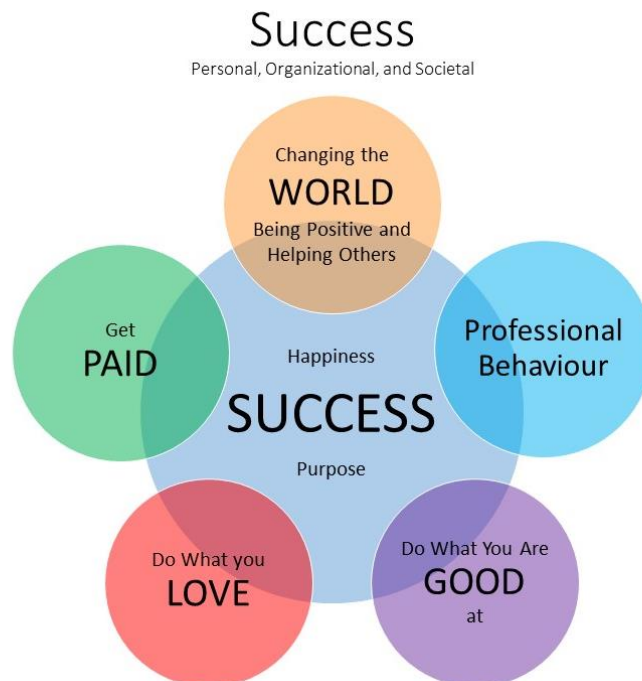 Success
Personal, Organizational, and Societal
Changing the
WORLD
Being Positive and
Helping Others
Get
PAID
Professional
Behaviour
Happiness
SUCCESS
Purpose
Do What you
LOVE
Do What You Are
GOOD
at